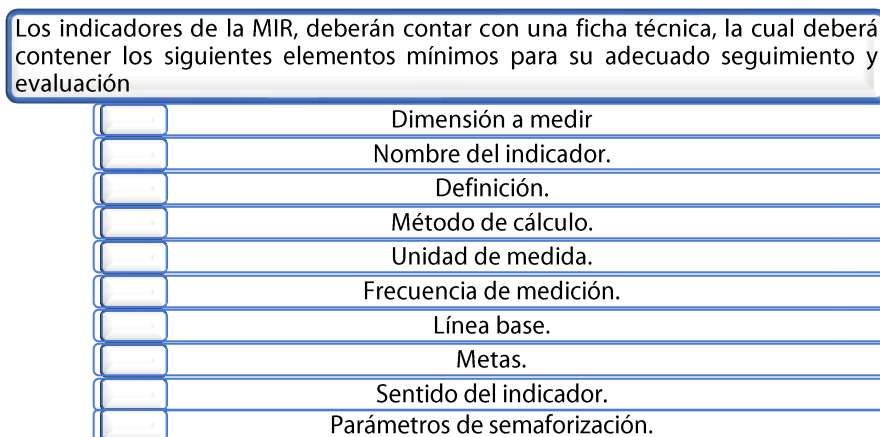 Los indicadores de la MIR, deberán contar con una ficha técnica, la cual deberá
contener los siguientes elementos mínimos para su adecuado seguimiento y
evaluación
Dimensión a medir
Nombre del indicador.
Definición.
Método de cálculo.
Unidad de medida.
Frecuencia de medición.
Línea base.
Metas.
Sentido del indicador.
Parámetros de semaforización.